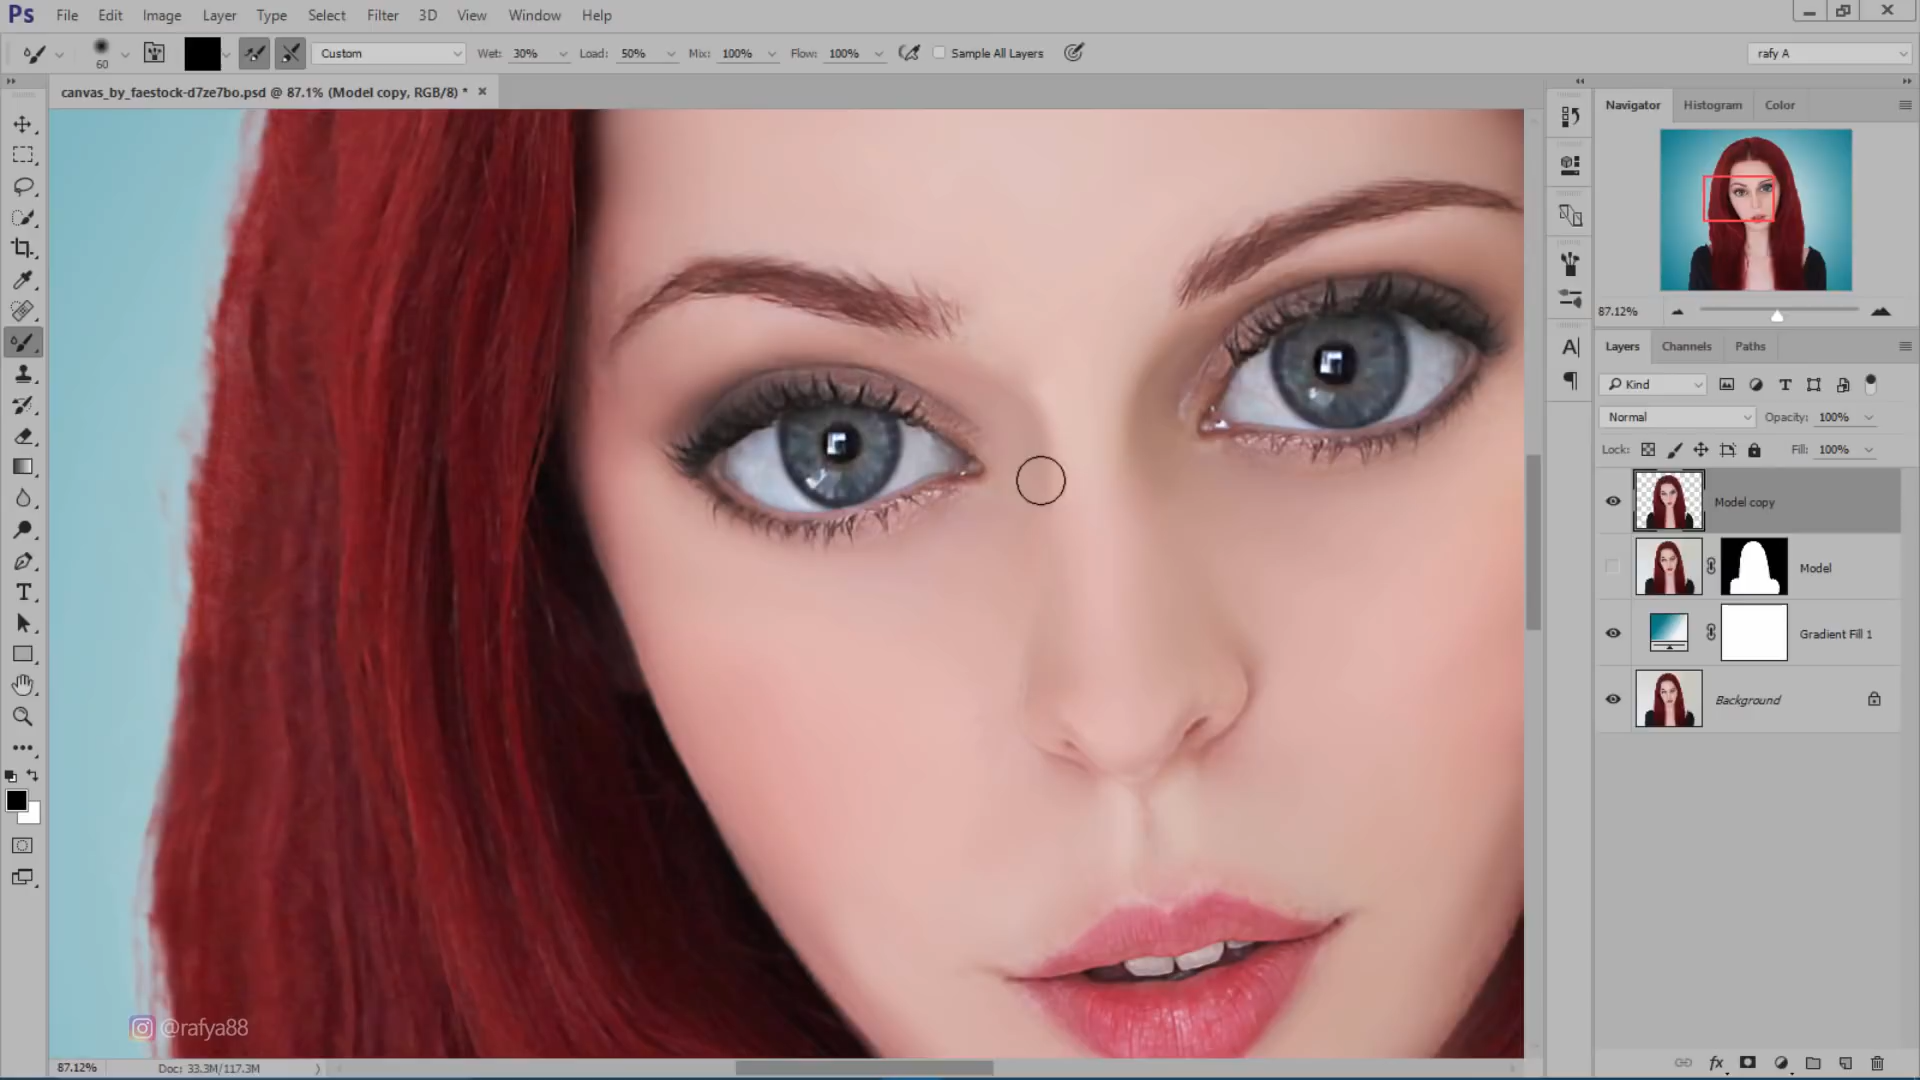 Ps File Edit Image Layer Type Select Filter 3D View Window Help
60 Custom Wet: 30% Load: 50% Mix: 100% Flow: 100% Sample All Layers rafy A
canvas_by_faestock-d7ze7bo.psd @ 87.1% (Model copy, RGB/8) *
Navigator Histogram Color
87.12%
Layers Channels Paths
Kind
Normal Opacity: 100%
Lock: Fill: 100%
Model copy
Model
Gradient Fill 1
Background
@rafya88
87.12% Doc: 33.3M/117.3M